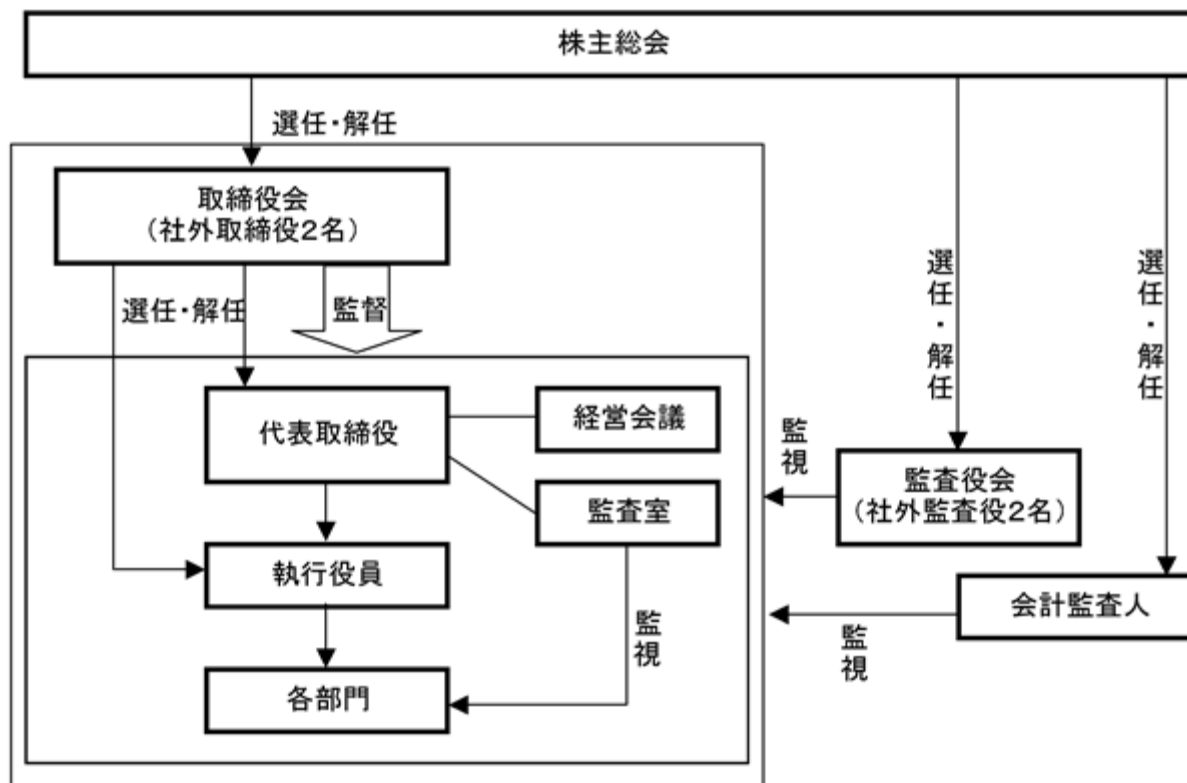 株主総会
選任・解任
取締役会
（社外取締役２名）
選任・解任
監督
選任・解任
選任・解任
代表取締役
経営会議
監視
監査役会
（社外監査役２名）
監査室
執行役員
会計監査人
監視
監視
各部門